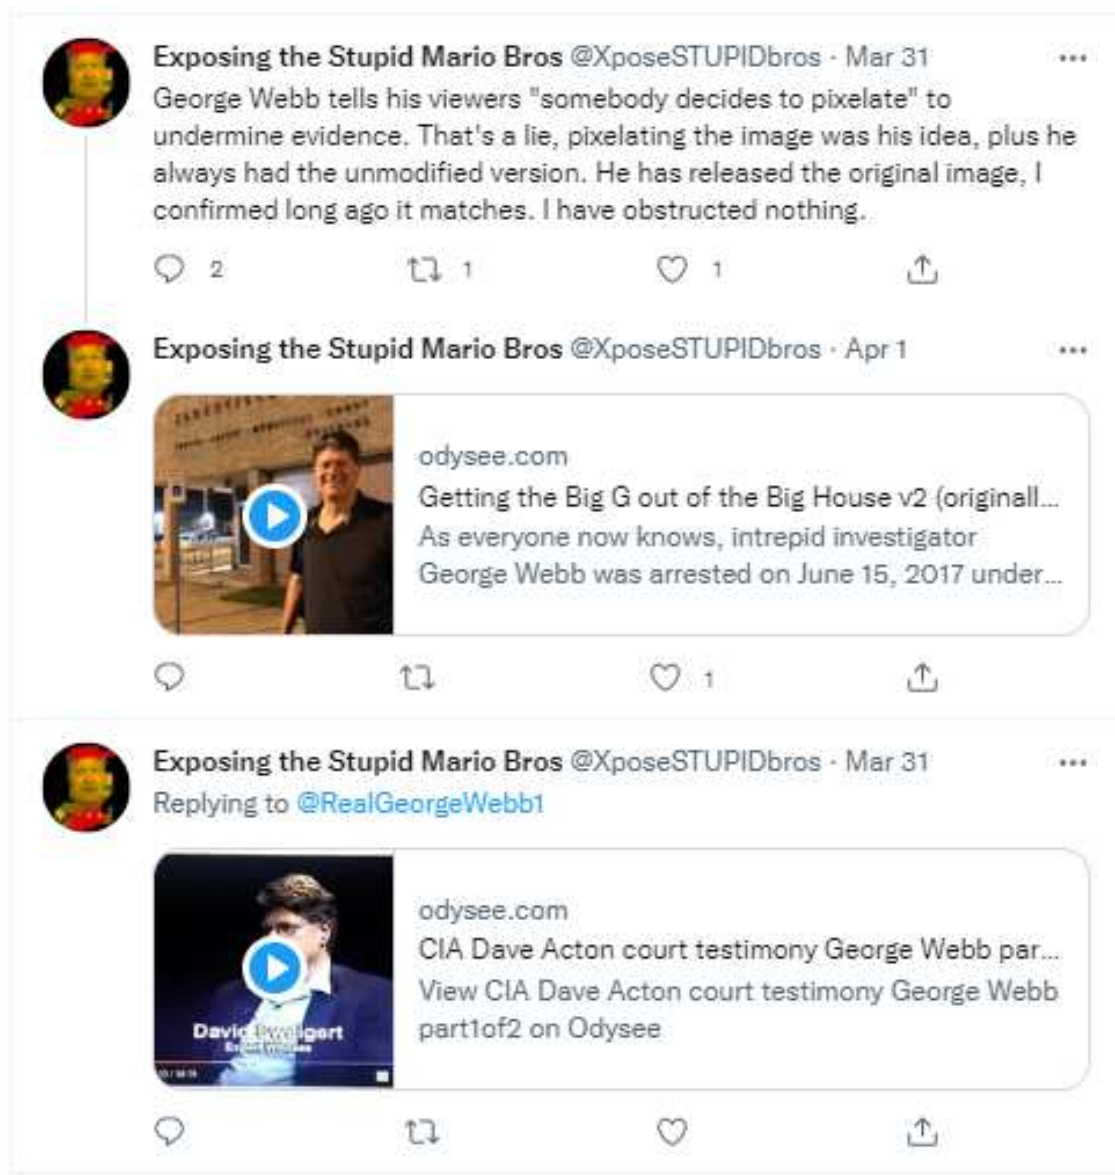 Exposing the Stupid Mario Bros @XposeSTUPIDbros · Mar 31
George Webb tells his viewers "somebody decides to pixelate" to
undermine evidence. That's a lie, pixelating the image was his idea, plus he
always had the unmodified version. He has released the original image, I
confirmed long ago it matches. I have obstructed nothing.
2 1 1
Exposing the Stupid Mario Bros @XposeSTUPIDbros · Apr 1
odysee.com
Getting the Big G out of the Big House v2 (originall...
As everyone now knows, intrepid investigator
George Webb was arrested on June 15, 2017 under...
1
Exposing the Stupid Mario Bros @XposeSTUPIDbros · Mar 31
Replying to @RealGeorgeWebb1
odysee.com
CIA Dave Acton court testimony George Webb par...
View CIA Dave Acton court testimony George Webb
part1of2 on Odysee